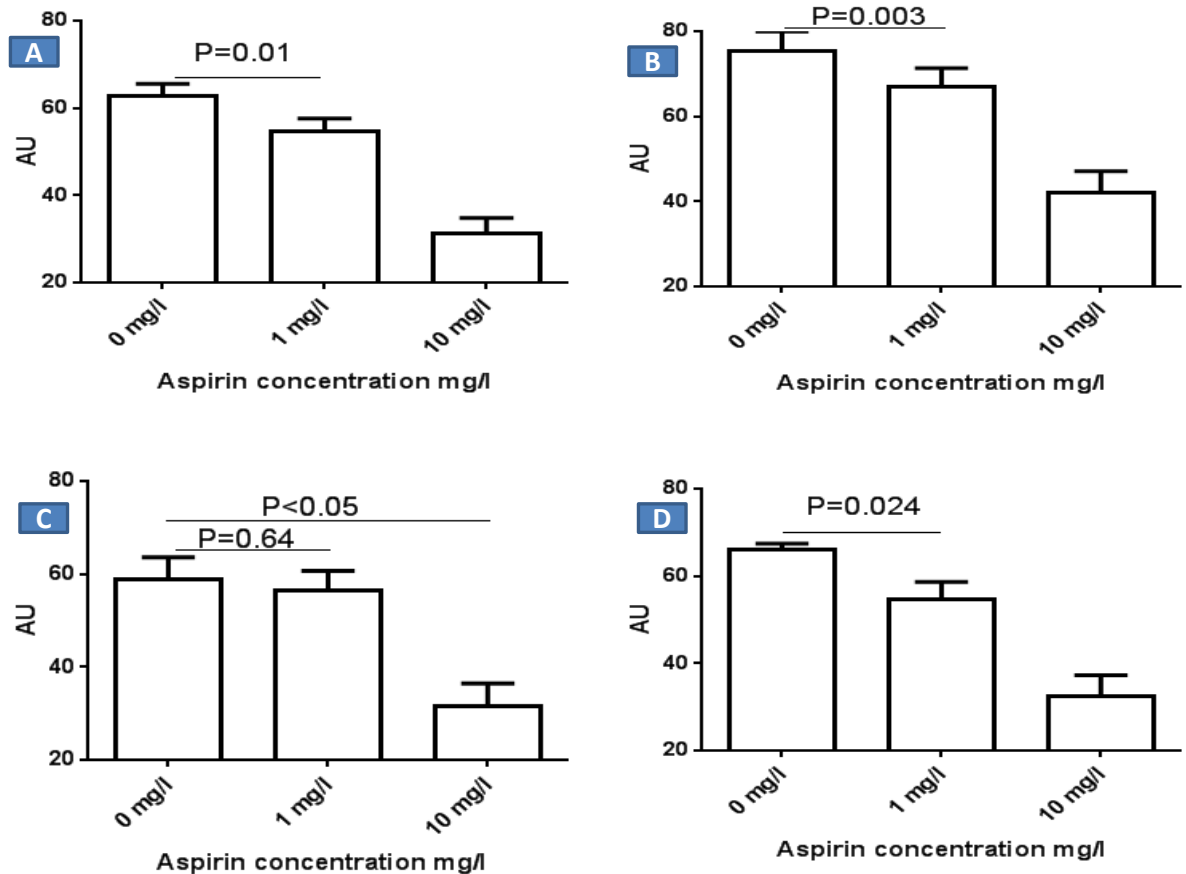 A
P=0.01
AU
80
60
40
20
0 mg/l
1 mg/l
10 mg/l
Aspirin concentration mg/l
B
P=0.003
AU
80
60
40
20
0 mg/l
1 mg/l
10 mg/l
Aspirin concentration mg/l
C
P<0.05
P=0.64
AU
80
60
40
20
0 mg/l
1 mg/l
10 mg/l
Aspirin concentration mg/l
D
P=0.024
AU
80
60
40
20
0 mg/l
1 mg/l
10 mg/l
Aspirin concentration mg/l